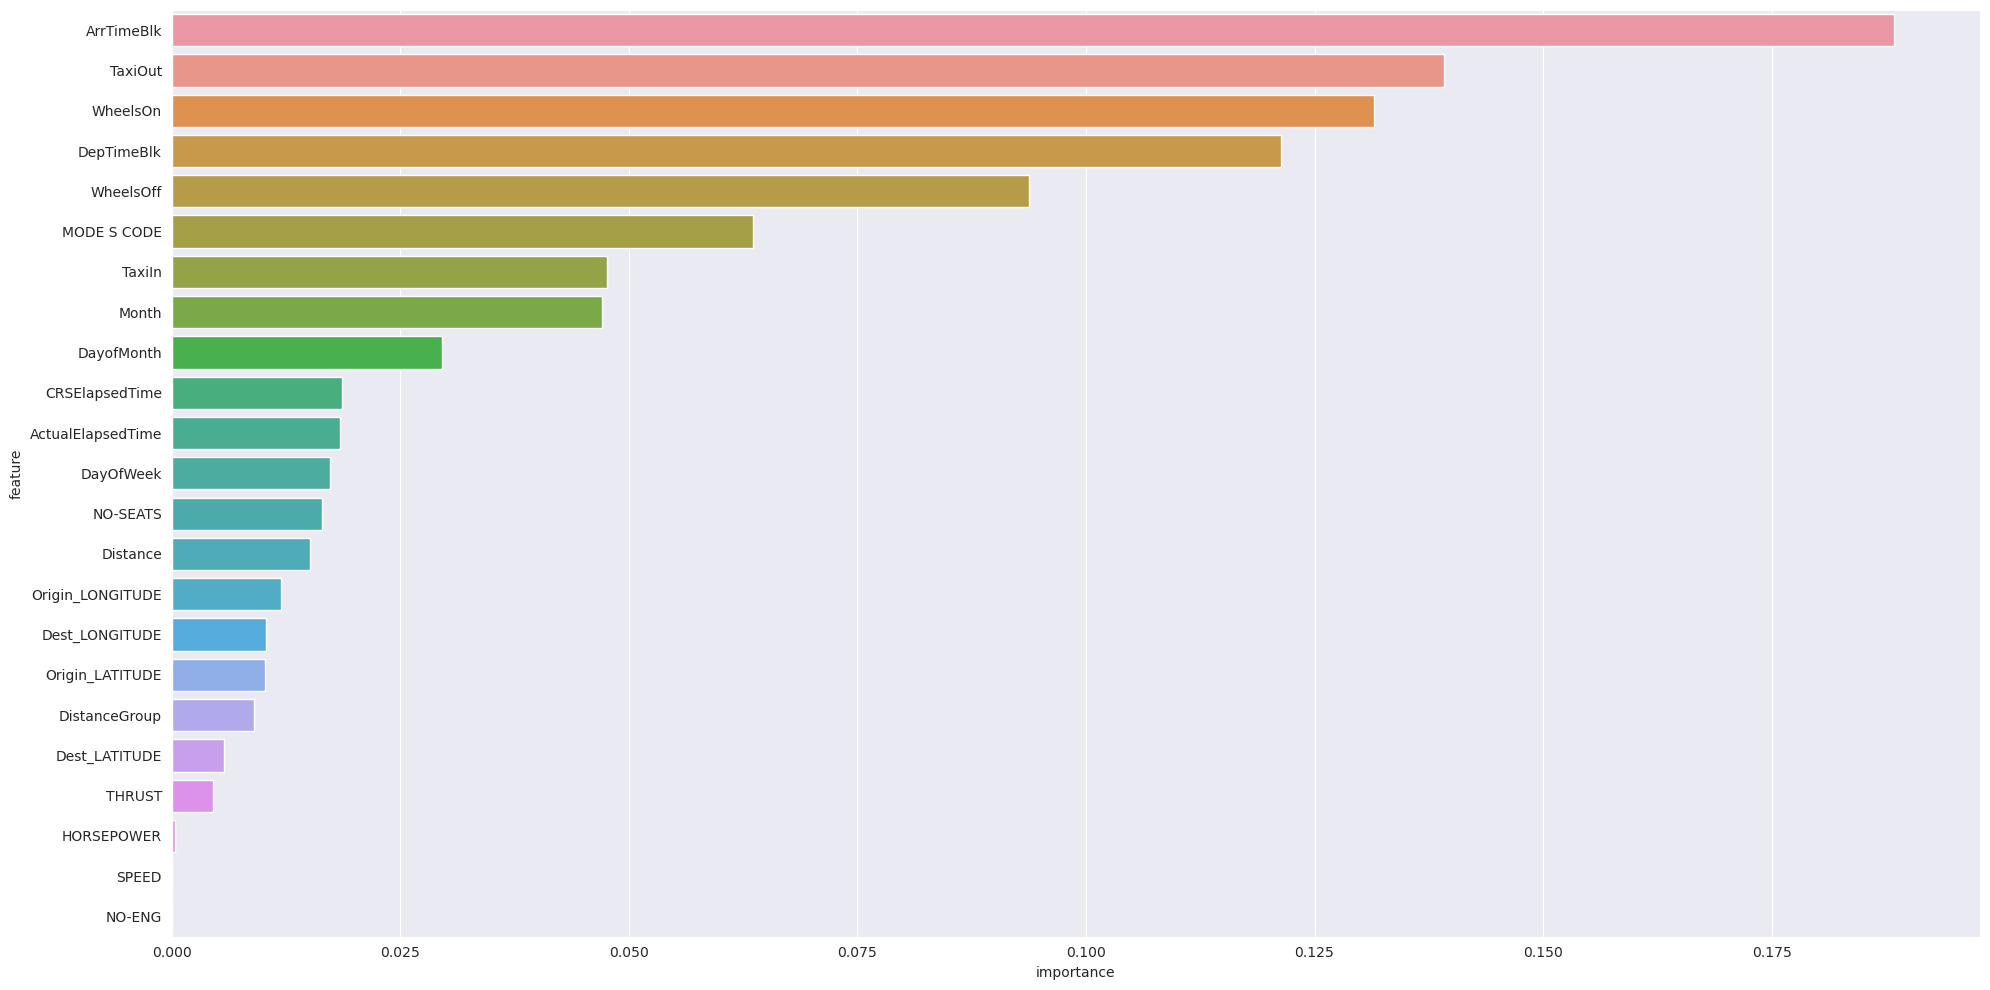 ArrTimeBlk
TaxiOut
WheelsOn
DepTimeBlk
WheelsOff
MODE S CODE
TaxiIn
Month
DayofMonth
CRSElapsedTime
ActualElapsedTime
DayOfWeek
NO-SEATS
Distance
Origin_LONGITUDE
Dest_LONGITUDE
Origin_LATITUDE
DistanceGroup
Dest_LATITUDE
THRUST
HORSEPOWER
SPEED
NO-ENG
feature
0.000 0.025 0.050 0.075 0.100 0.125 0.150 0.175
importance